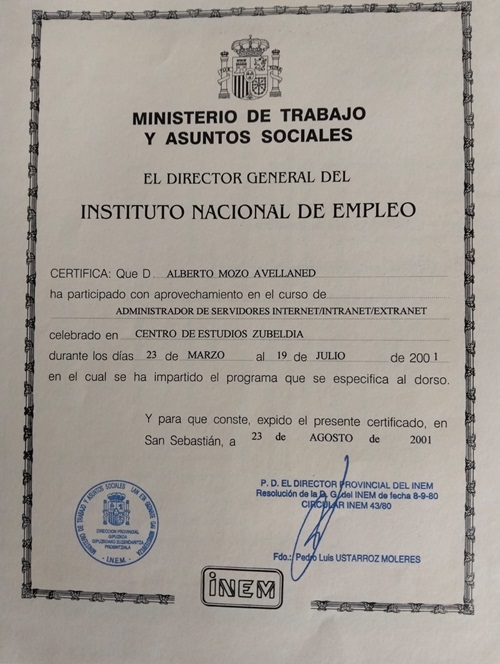 MINISTERIO DE TRABAJO
Y ASUNTOS SOCIALES
EL DIRECTOR GENERAL DEL
INSTITUTO NACIONAL DE EMPLEO
CERTIFICA: Que D. ALBERTO MOZO AVELLANED
ha participado con aprovechamiento en el curso de
ADMINISTRADOR DE SERVIDORES INTERNET/INTRANET/EXTRANET
celebrado en CENTRO DE ESTUDIOS ZUBELDIA
durante los días 23 de MARZO al 19 de JULIO de 2001
en el cual se ha impartido el programa que se especifica al dorso.
Y para que conste, expido el presente certificado, en
San Sebastián, a 23 de AGOSTO de 2001
P. D. EL DIRECTOR PROVINCIAL DEL INEM
Resolución de la D. G. del INEM de fecha 8-9-80
CIRCULAR INEM 43/80
Fdo.: Pedro Luis USTARROZ MOLERES
MINISTERIO DE TRABAJO Y ASUNTOS SOCIALES
DIRECCION PROVINCIAL
GIPUZKOA
- I.N.E.M. -
INEM